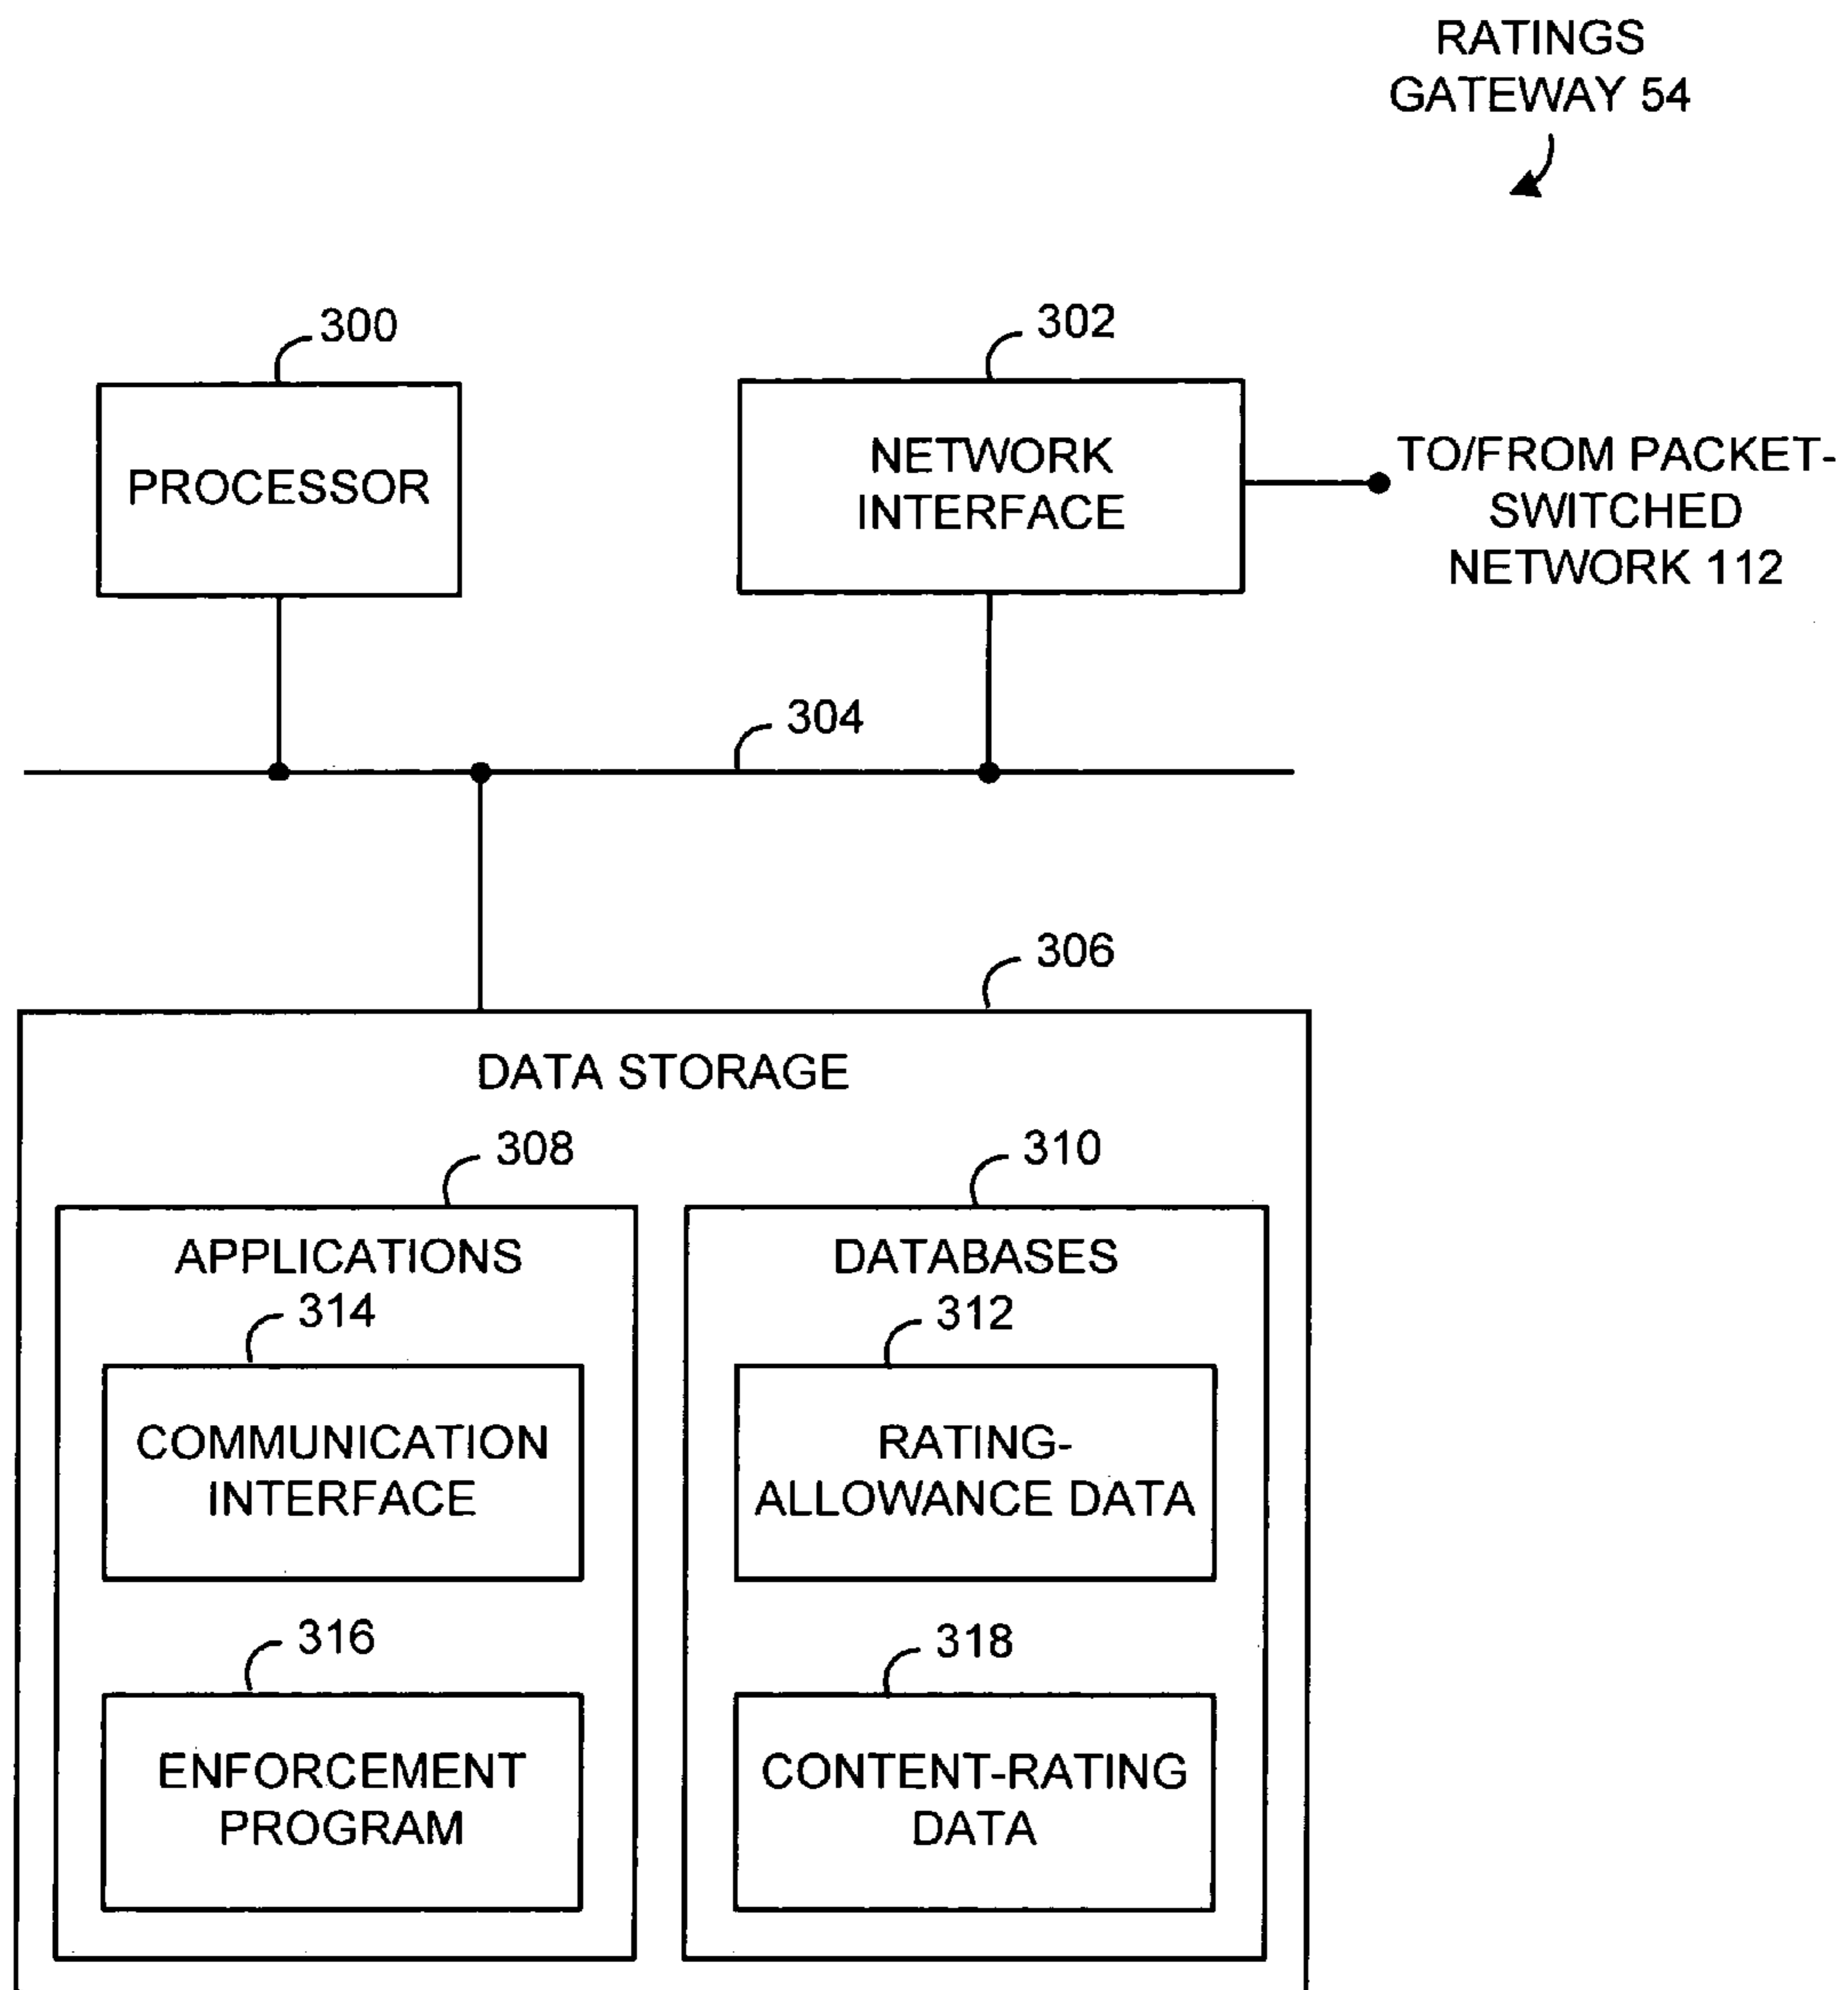 RATINGS
GATEWAY 54
300
302
PROCESSOR
NETWORK
INTERFACE
TO/FROM PACKET-
SWITCHED
NETWORK 112
304
306
DATA STORAGE
308
310
APPLICATIONS
DATABASES
314
312
COMMUNICATION
INTERFACE
RATING-
ALLOWANCE DATA
316
318
ENFORCEMENT
PROGRAM
CONTENT-RATING
DATA